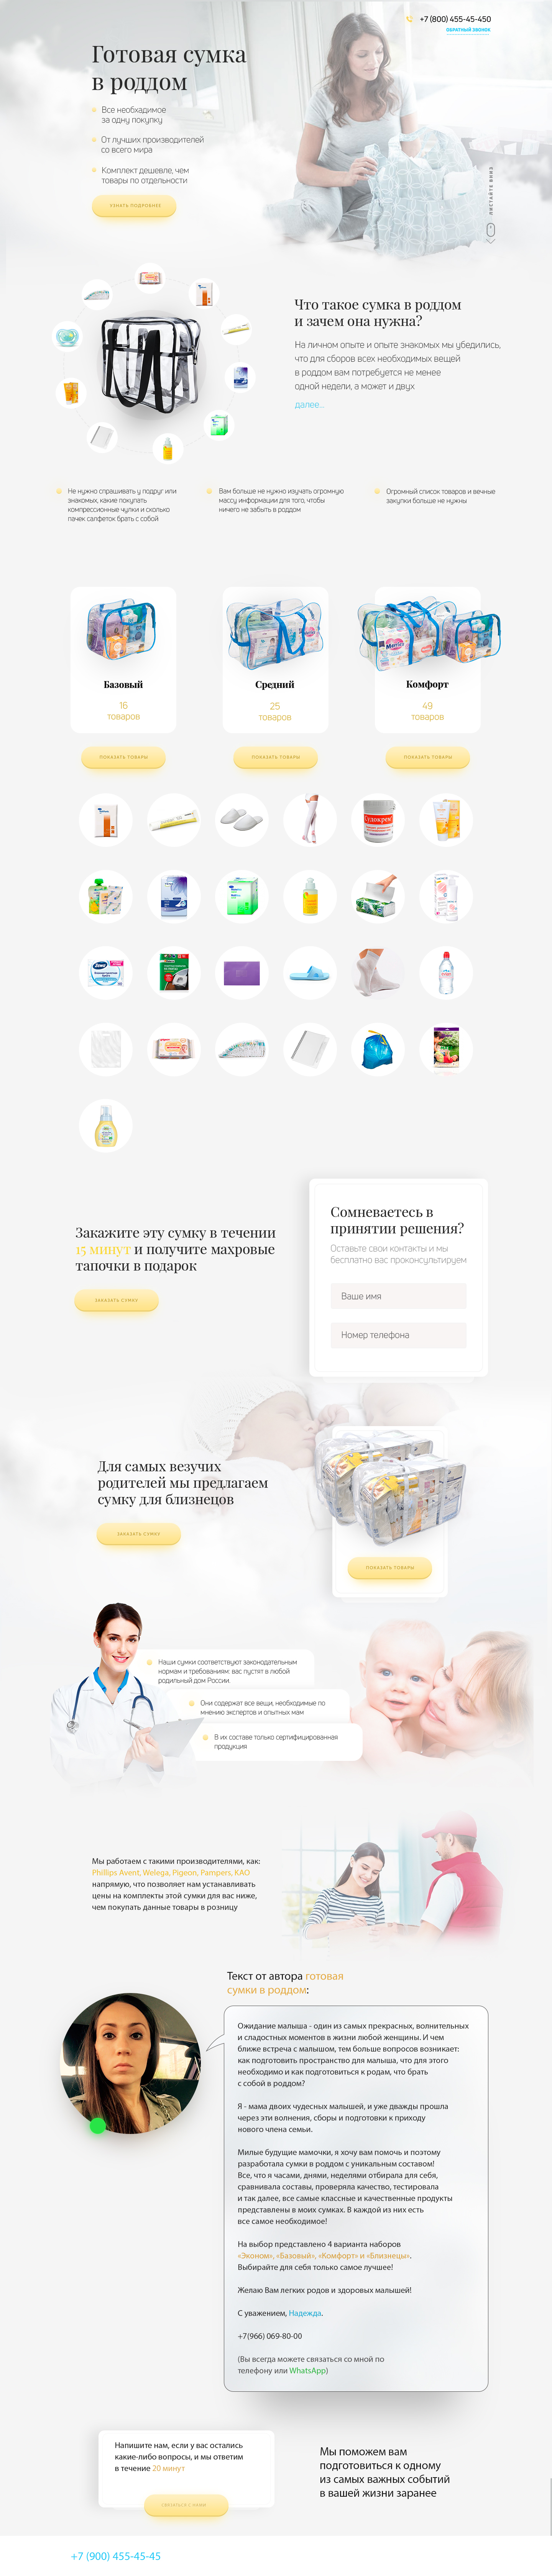 +7 (800) 455-45-450
ОБРАТНЫЙ ЗВОНОК
Готовая сумка
в роддом
Все необхадимое
за одну покупку
От лучших производителей
со всего мира
Комплект дешевле, чем
товары по отдельности
УЗНАТЬ ПОДРОБНЕЕ
ЛИСТАЙТЕ ВНИЗ
Что такое сумка в роддом
и зачем она нужна?
На личном опыте и опыте знакомых мы убедились,
что для сборов всех необходимых вещей
в роддом вам потребуется не менее
одной недели, а может и двух
далее...
Не нужно спрашивать у подруг или
знакомых, какие покупать
компрессионные чулки и сколько
пачек салфеток брать с собой
Вам больше не нужно изучать огромную
массу информации для того, чтобы
ничего не забыть в роддом
Огромный список товаров и вечные
закупки больше не нужны
Базовый
16
товаров
Средний
25
товаров
Комфорт
49
товаров
ПОКАЗАТЬ ТОВАРЫ
ПОКАЗАТЬ ТОВАРЫ
ПОКАЗАТЬ ТОВАРЫ
Судокрем
Закажите эту сумку в течении
15 минут и получите махровые
тапочки в подарок
ЗАКАЗАТЬ СУМКУ
Сомневаетесь в
принятии решения?
Оставьте свои контакты и мы
бесплатно вас проконсультируем
Ваше имя
Номер телефона
Для самых везучих
родителей мы предлагаем
сумку для близнецов
ЗАКАЗАТЬ СУМКУ
ПОКАЗАТЬ ТОВАРЫ
Наши сумки соответствуют законодательным
нормам и требованиям: вас пустят в любой
родильный дом России.
Они содержат все вещи, необходимые по
мнению экспертов и опытных мам
В их составе только сертифицированная
продукция
Мы работаем с такими производителями, как:
Phillips Avent, Welega, Pigeon, Pampers, KAO
напрямую, что позволяет нам устанавливать
цены на комплекты этой сумки для вас ниже,
чем покупать данные товары в розницу
Текст от автора готовая
сумки в роддом:
Ожидание малыша - один из самых прекрасных, волнительных
и сладостных моментов в жизни любой женщины. И чем
ближе встреча с малышом, тем больше вопросов возникает:
как подготовить пространство для малыша, что для этого
необходимо и как подготовиться к родам, что брать
с собой в роддом?
Я - мама двоих чудесных малышей, и уже дважды прошла
через эти волнения, сборы и подготовки к приходу
нового члена семьи.
Милые будущие мамочки, я хочу вам помочь и поэтому
разработала сумки в роддом с уникальным составом!
Все, что я часами, днями, неделями отбирала для себя,
сравнивала составы, проверяла качество, тестировала
и так далее, все самые классные и качественные продукты
представлены в моих сумках. В каждой из них есть
все самое необходимое!
На выбор представлено 4 варианта наборов
«Эконом», «Базовый», «Комфорт» и «Близнецы».
Выбирайте для себя только самое лучшее!
Желаю Вам легких родов и здоровых малышей!
С уважением, Надежда.
+7(966) 069-80-00
(Вы всегда можете связаться со мной по
телефону или WhatsApp)
Напишите нам, если у вас остались
какие-либо вопросы, и мы ответим
в течение 20 минут
СВЯЗАТЬСЯ С НАМИ
Мы поможем вам
подготовиться к одному
из самых важных событий
в вашей жизни заранее
+7 (900) 455-45-45